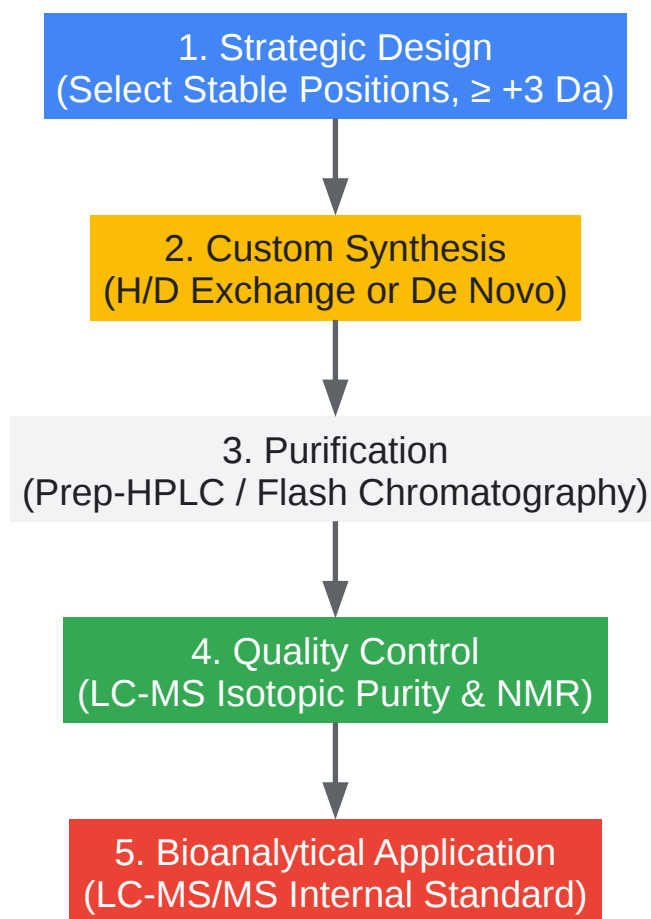 1. Strategic Design
(Select Stable Positions, ≥ +3 Da)
2. Custom Synthesis
(H/D Exchange or De Novo)
3. Purification
(Prep-HPLC / Flash Chromatography)
4. Quality Control
(LC-MS Isotopic Purity & NMR)
5. Bioanalytical Application
(LC-MS/MS Internal Standard)